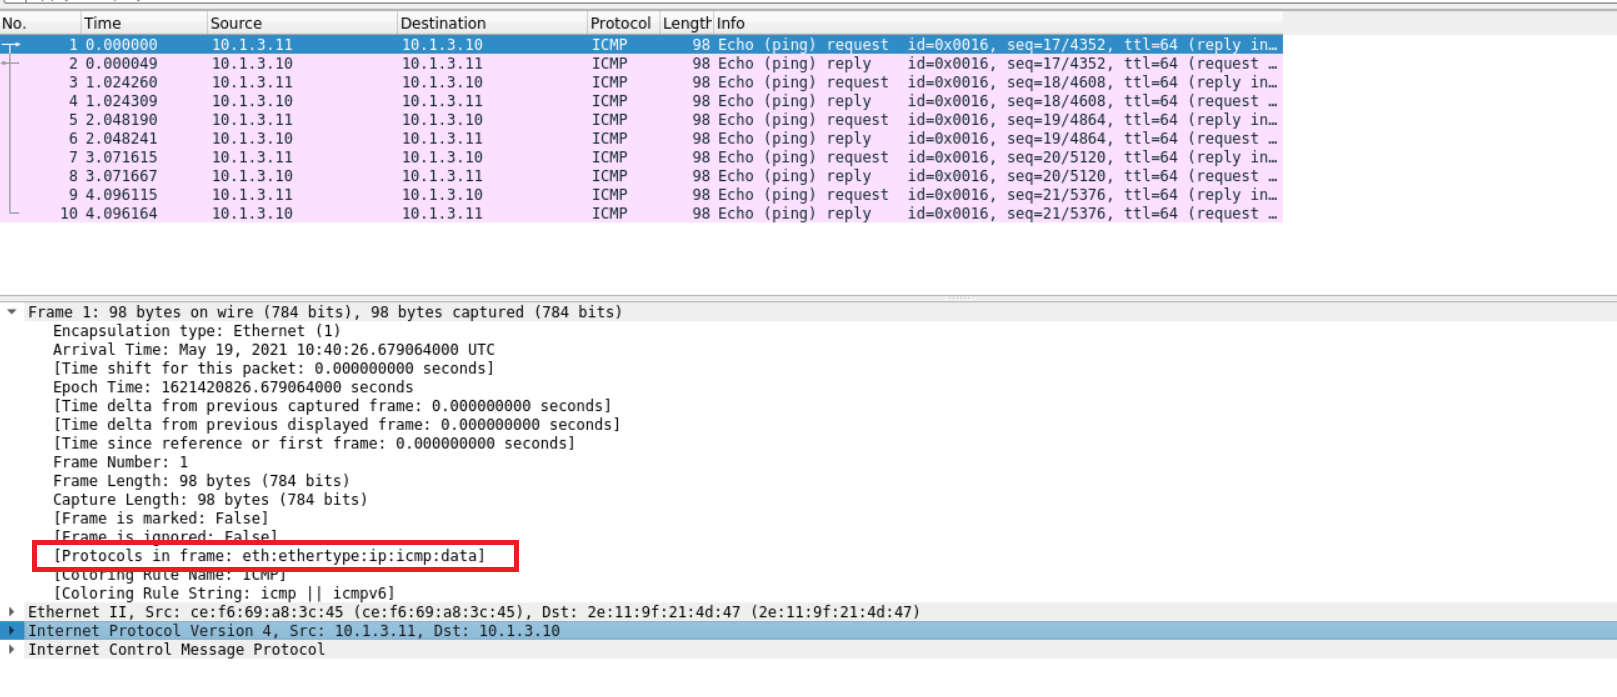 No. Time Source Destination Protocol Length Info
1 0.000000 10.1.3.11 10.1.3.10 ICMP 98 Echo (ping) request id=0x0016, seq=17/4352, ttl=64 (reply in…
2 0.000049 10.1.3.10 10.1.3.11 ICMP 98 Echo (ping) reply id=0x0016, seq=17/4352, ttl=64 (request …
3 1.024260 10.1.3.11 10.1.3.10 ICMP 98 Echo (ping) request id=0x0016, seq=18/4608, ttl=64 (reply in…
4 1.024309 10.1.3.10 10.1.3.11 ICMP 98 Echo (ping) reply id=0x0016, seq=18/4608, ttl=64 (request …
5 2.048190 10.1.3.11 10.1.3.10 ICMP 98 Echo (ping) request id=0x0016, seq=19/4864, ttl=64 (reply in…
6 2.048241 10.1.3.10 10.1.3.11 ICMP 98 Echo (ping) reply id=0x0016, seq=19/4864, ttl=64 (request …
7 3.071615 10.1.3.11 10.1.3.10 ICMP 98 Echo (ping) request id=0x0016, seq=20/5120, ttl=64 (reply in…
8 3.071667 10.1.3.10 10.1.3.11 ICMP 98 Echo (ping) reply id=0x0016, seq=20/5120, ttl=64 (request …
9 4.096115 10.1.3.11 10.1.3.10 ICMP 98 Echo (ping) request id=0x0016, seq=21/5376, ttl=64 (reply in…
10 4.096164 10.1.3.10 10.1.3.11 ICMP 98 Echo (ping) reply id=0x0016, seq=21/5376, ttl=64 (request …
Frame 1: 98 bytes on wire (784 bits), 98 bytes captured (784 bits)
Encapsulation type: Ethernet (1)
Arrival Time: May 19, 2021 10:40:26.679064000 UTC
[Time shift for this packet: 0.000000000 seconds]
Epoch Time: 1621420826.679064000 seconds
[Time delta from previous captured frame: 0.000000000 seconds]
[Time delta from previous displayed frame: 0.000000000 seconds]
[Time since reference or first frame: 0.000000000 seconds]
Frame Number: 1
Frame Length: 98 bytes (784 bits)
Capture Length: 98 bytes (784 bits)
[Frame is marked: False]
[Frame is ignored: False]
[Protocols in frame: eth:ethertype:ip:icmp:data]
[Coloring Rule Name: ICMP]
[Coloring Rule String: icmp || icmpv6]
Ethernet II, Src: ce:f6:69:a8:3c:45 (ce:f6:69:a8:3c:45), Dst: 2e:11:9f:21:4d:47 (2e:11:9f:21:4d:47)
Internet Protocol Version 4, Src: 10.1.3.11, Dst: 10.1.3.10
Internet Control Message Protocol